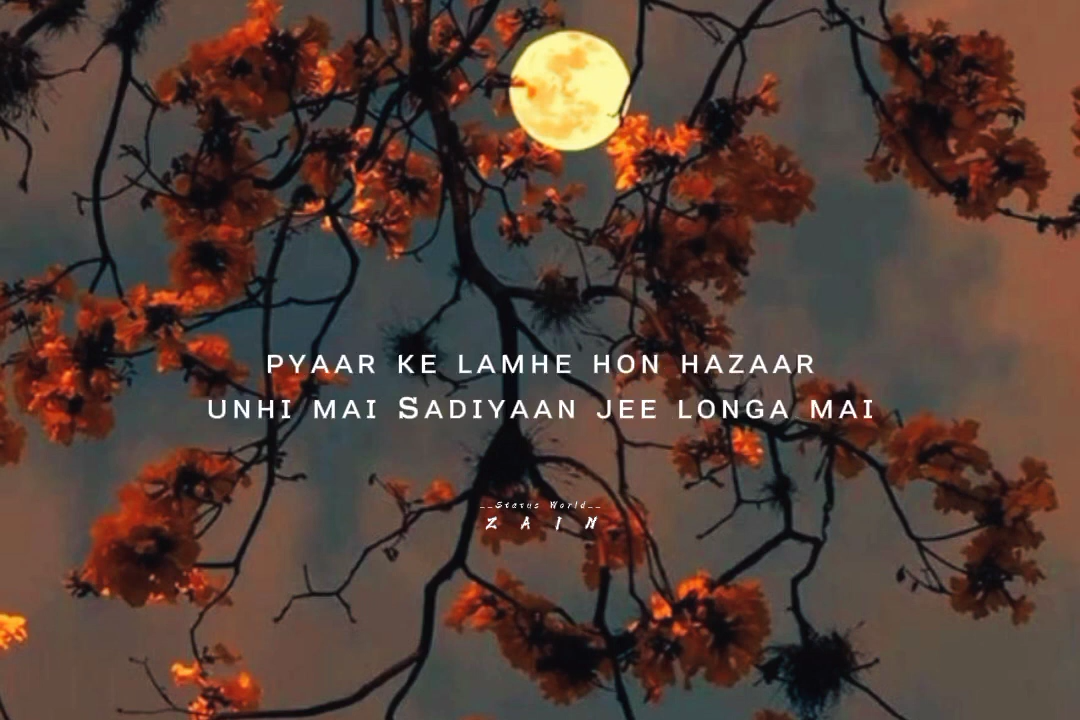 PYAAR KE LAMHE HON HAZAAR
UNHI MAI SADIYAAN JEE LONGA MAI
__Status World__
Z A I N